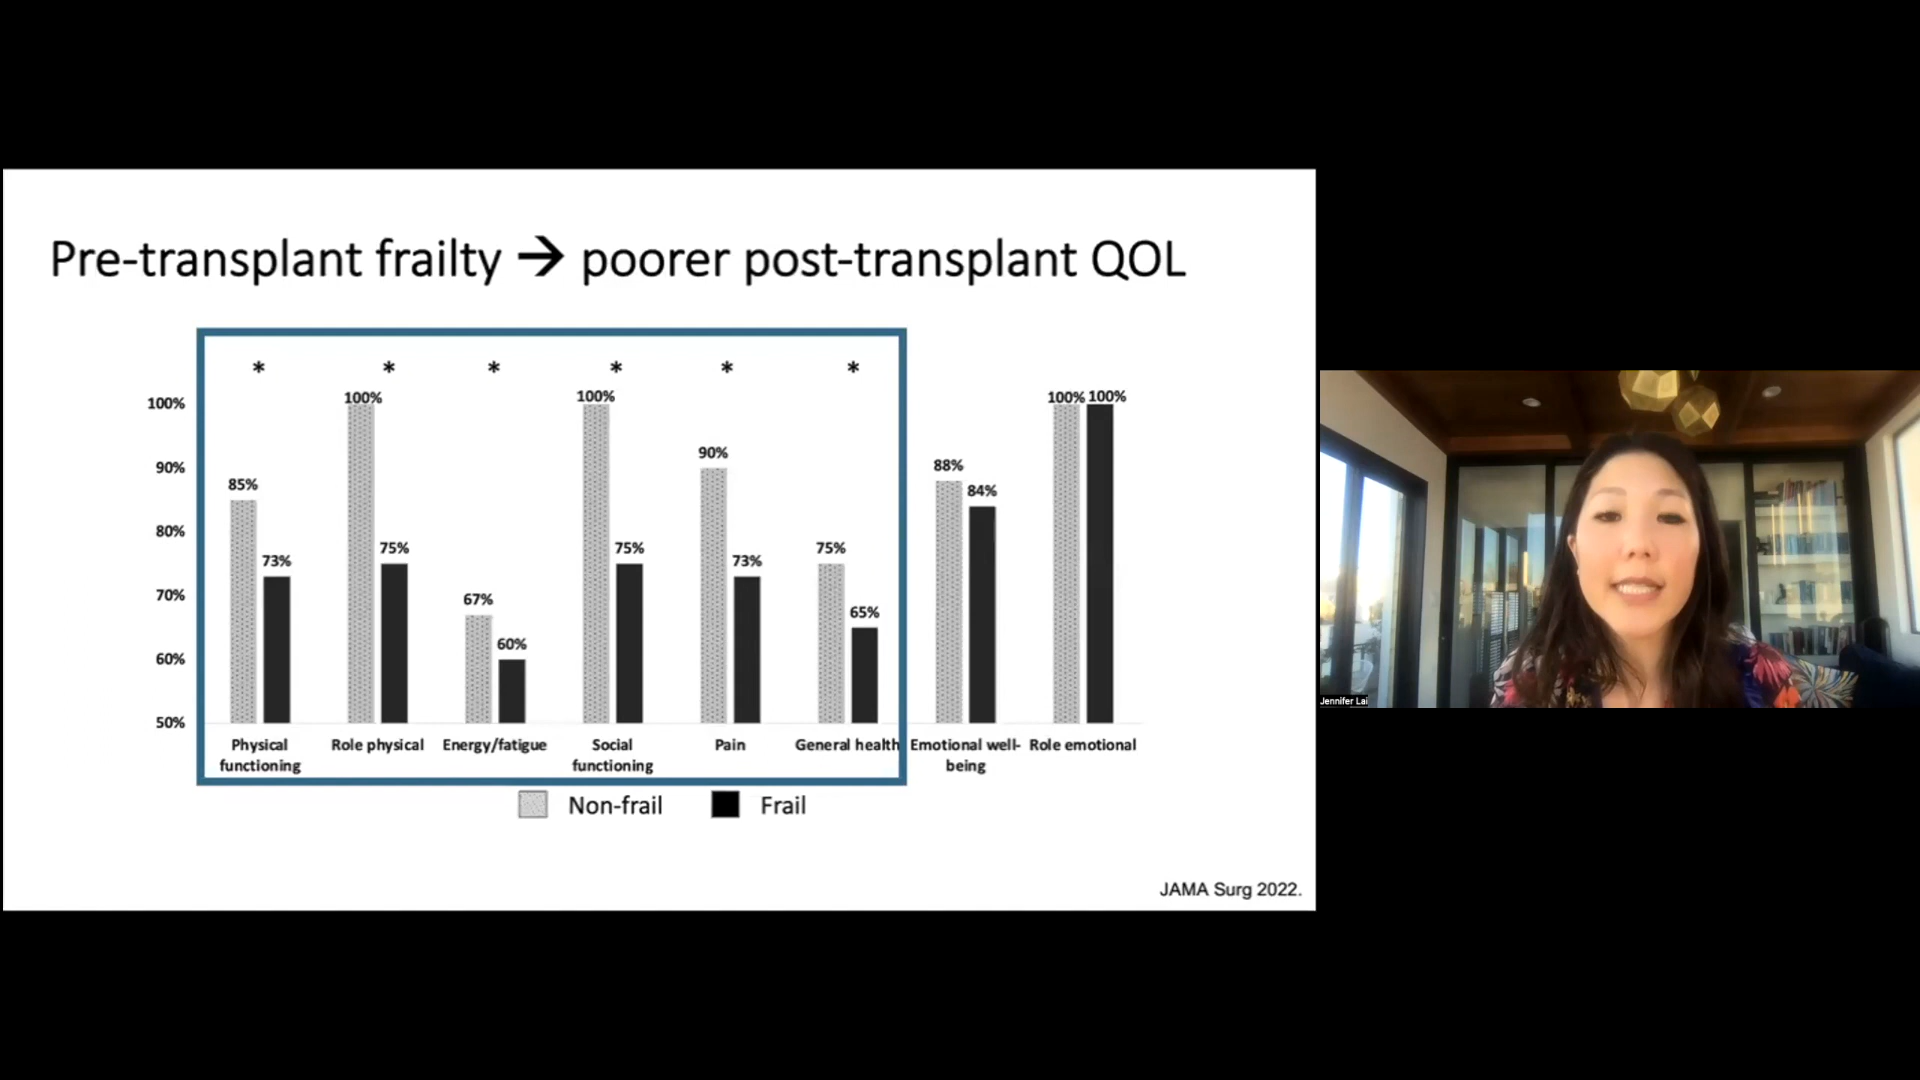 Pre-transplant frailty → poorer post-transplant QOL
* * * * * *
100%
90%
80%
70%
60%
50%
85% 73%
100% 75%
67% 60%
100% 75%
90% 73%
75% 65%
88% 84%
100% 100%
Physical
functioning
Role physical
Energy/fatigue
Social
functioning
Pain
General health
Emotional well-
being
Role emotional
Non-frail
Frail
JAMA Surg 2022.
Jennifer Lai